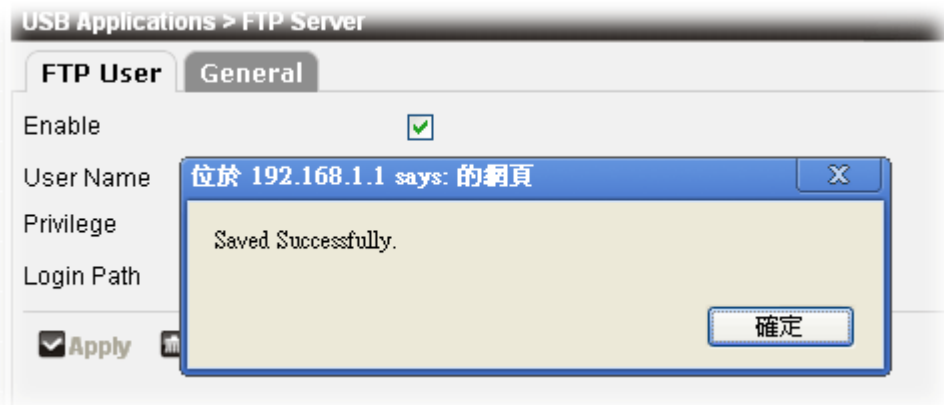 USB Applications > FTP Server
FTP User
General
Enable
User Name
位於 192.168.1.1 says: 的網頁
Privilege
Saved Successfully.
Login Path
確定
Apply